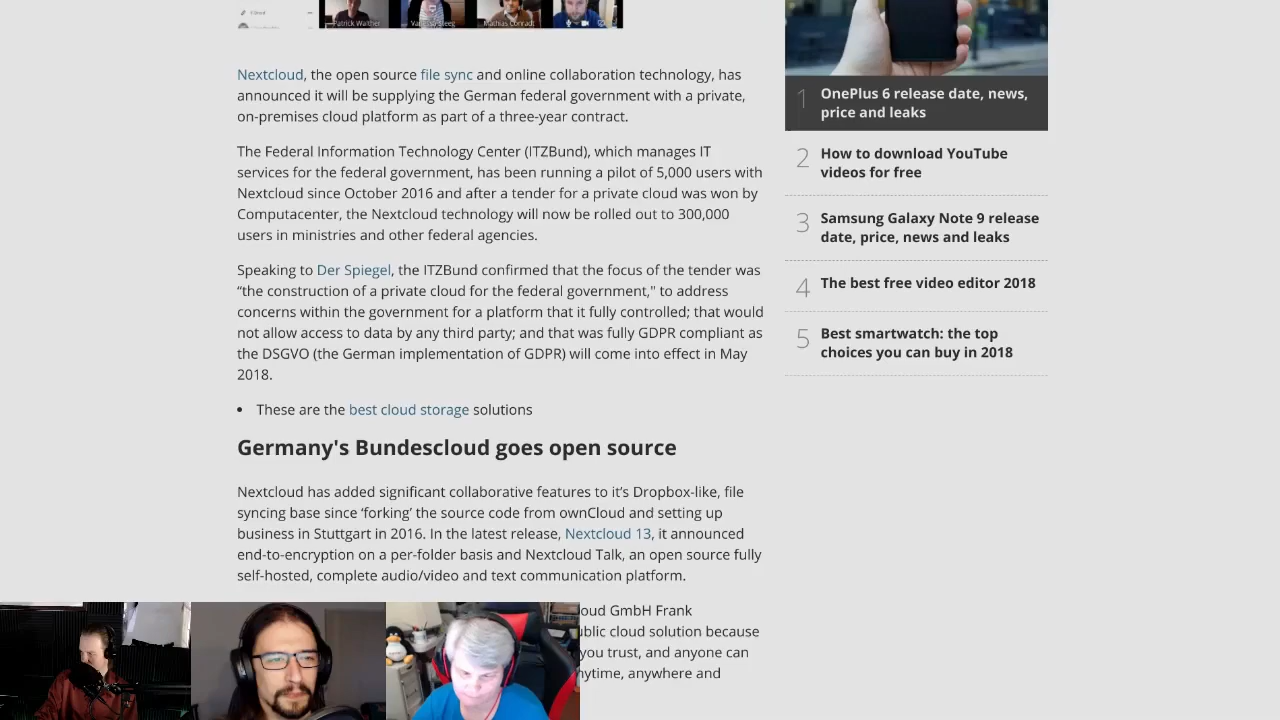 Patrick Walther
Mathias Conradt
Nextcloud, the open source file sync and online collaboration technology, has
announced it will be supplying the German federal government with a private,
on-premises cloud platform as part of a three-year contract.
The Federal Information Technology Center (ITZBund), which manages IT
services for the federal government, has been running a pilot of 5,000 users with
Nextcloud since October 2016 and after a tender for a private cloud was won by
Computacenter, the Nextcloud technology will now be rolled out to 300,000
users in ministries and other federal agencies.
Speaking to Der Spiegel, the ITZBund confirmed that the focus of the tender was
“the construction of a private cloud for the federal government," to address
concerns within the government for a platform that it fully controlled; that would
not allow access to data by any third party; and that was fully GDPR compliant as
the DSGVO (the German implementation of GDPR) will come into effect in May
2018.
• These are the best cloud storage solutions
Germany's Bundescloud goes open source
Nextcloud has added significant collaborative features to it’s Dropbox-like, file
syncing base since ‘forking’ the source code from ownCloud and setting up
business in Stuttgart in 2016. In the latest release, Nextcloud 13, it announced
end-to-encryption on a per-folder basis and Nextcloud Talk, an open source fully
self-hosted, complete audio/video and text communication platform.
oud GmbH Frank
ublic cloud solution because
you trust, and anyone can
nytime, anywhere and
1 OnePlus 6 release date, news,
price and leaks
2 How to download YouTube
videos for free
3 Samsung Galaxy Note 9 release
date, price, news and leaks
4 The best free video editor 2018
5 Best smartwatch: the top
choices you can buy in 2018